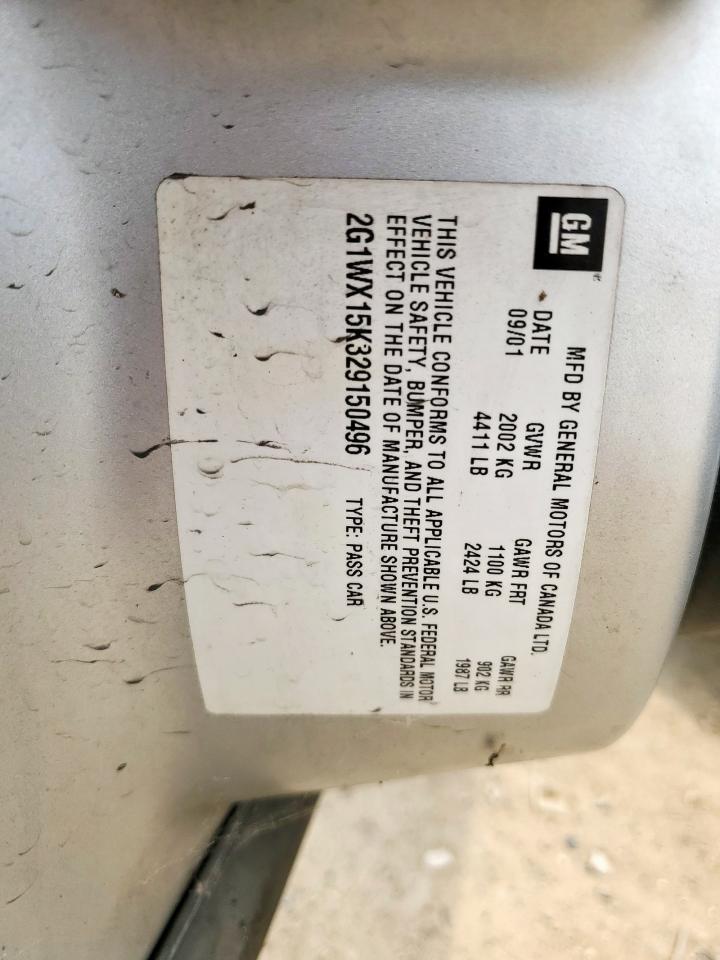 GM
MFD BY GENERAL MOTORS OF CANADA LTD.
DATE GVWR GAWR FRT GAWR RR
09/01 2002 KG 1100 KG 902 KG
4411 LB 2424 LB 1987 LB
THIS VEHICLE CONFORMS TO ALL APPLICABLE U.S. FEDERAL MOTOR
VEHICLE SAFETY, BUMPER, AND THEFT PREVENTION STANDARDS IN
EFFECT ON THE DATE OF MANUFACTURE SHOWN ABOVE.
2G1WX15K329150496 TYPE: PASS CAR